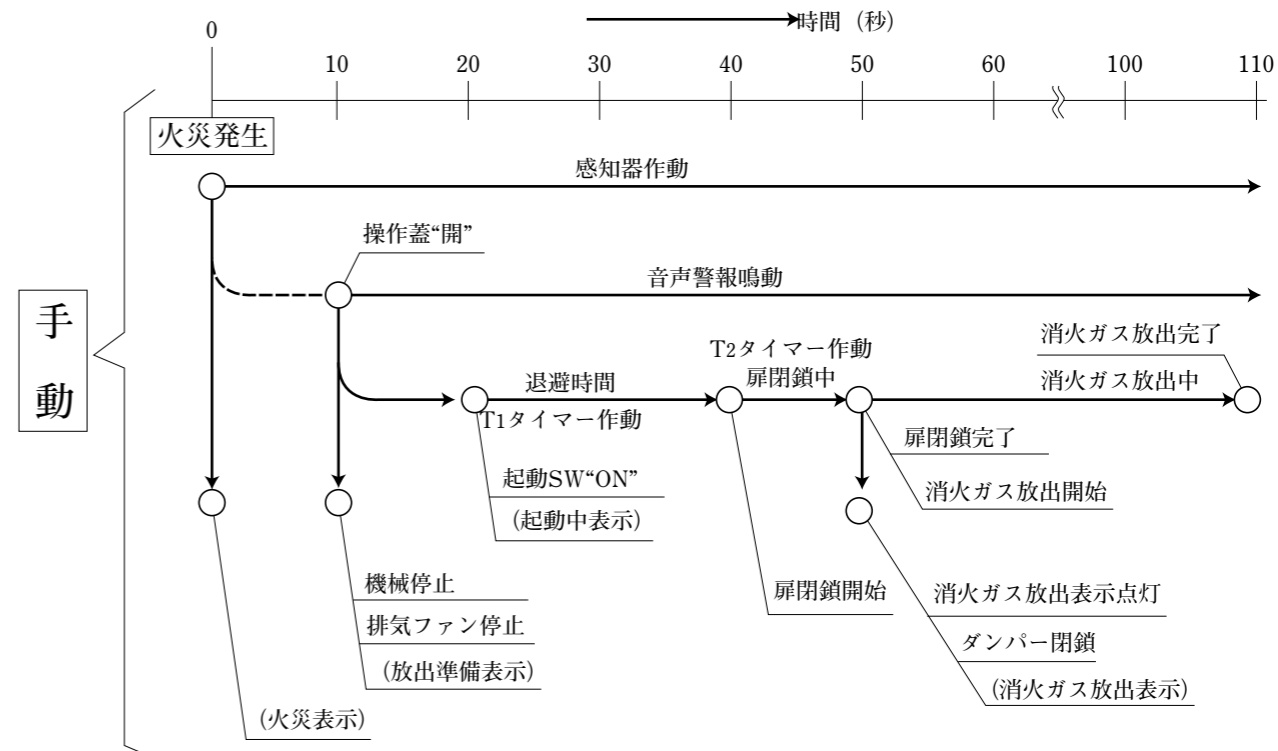 時間（秒）
0
10
20
30
40
50
60
100
110
火災発生
感知器作動
操作蓋“開”
音声警報鳴動
手
動
消火ガス放出完了
T2タイマー作動
扉閉鎖中
退避時間
消火ガス放出中
T1タイマー作動
扉閉鎖完了
起動SW“ON”
消火ガス放出開始
（起動中表示）
機械停止
扉閉鎖開始
消火ガス放出表示点灯
排気ファン停止
ダンパー閉鎖
（放出準備表示）
（消火ガス放出表示）
（火災表示）